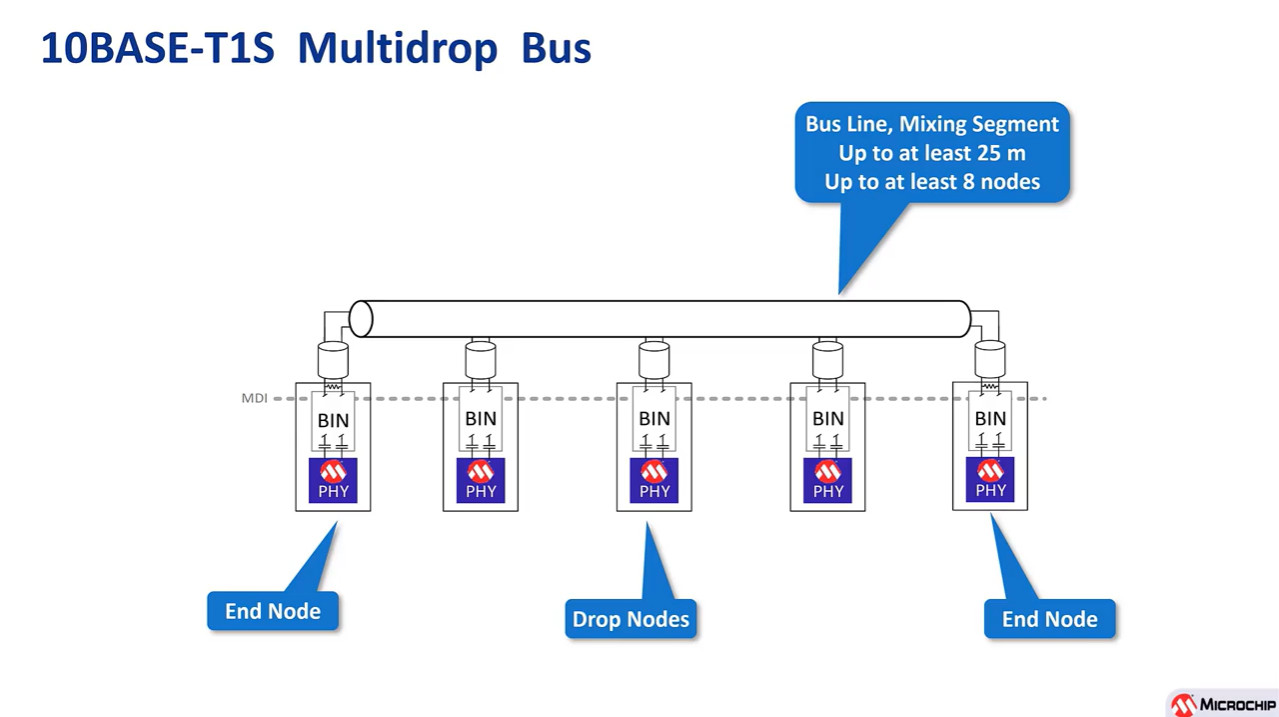 10BASE-T1S Multidrop Bus
Bus Line, Mixing Segment
Up to at least 25 m
Up to at least 8 nodes
MDI
BIN
BIN
BIN
BIN
BIN
PHY
PHY
PHY
PHY
PHY
End Node
Drop Nodes
End Node
MICROCHIP